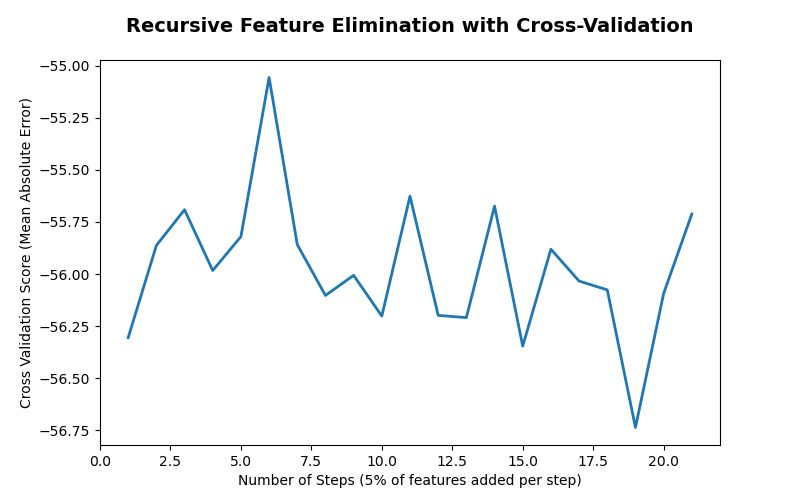 Recursive Feature Elimination with Cross-Validation
−55.00
−55.25
−55.50
−55.75
−56.00
−56.25
−56.50
−56.75
Cross Validation Score (Mean Absolute Error)
0.0 2.5 5.0 7.5 10.0 12.5 15.0 17.5 20.0
Number of Steps (5% of features added per step)